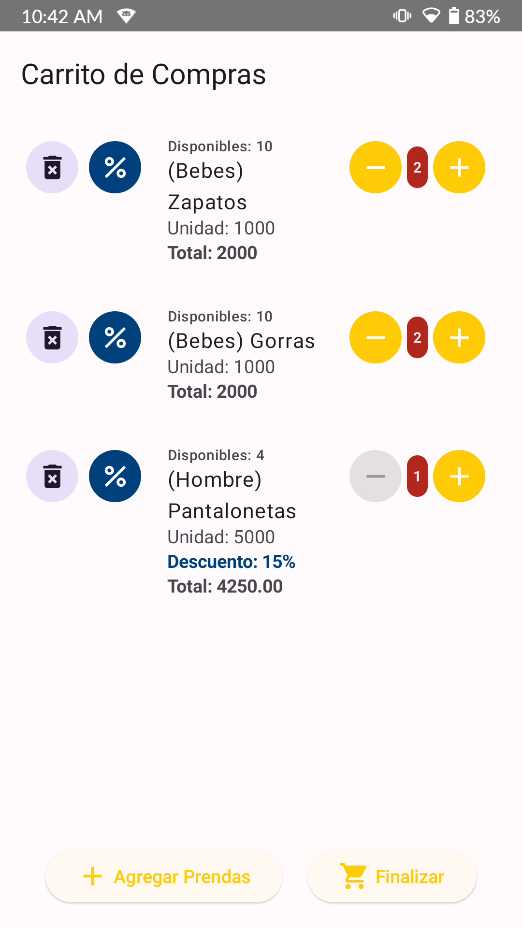 10:42 AM
83%
Carrito de Compras
Disponibles: 10
(Bebes)
Zapatos
Unidad: 1000
Total: 2000
2
Disponibles: 10
(Bebes) Gorras
Unidad: 1000
Total: 2000
2
Disponibles: 4
(Hombre)
Pantalonetas
Unidad: 5000
Descuento: 15%
Total: 4250.00
1
Agregar Prendas
Finalizar